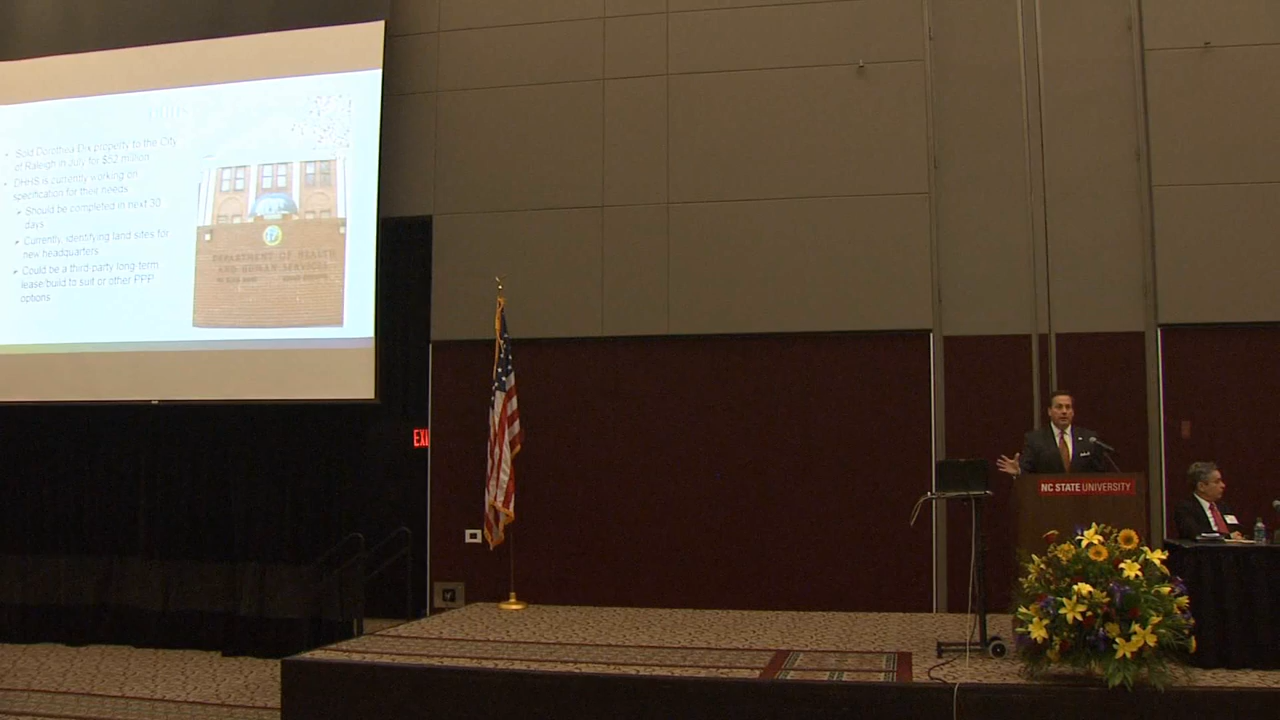 DHHS
Sold Dorothea Dix property to the City
of Raleigh in July for $52 million
DHHS is currently working on
specification for their needs
Should be completed in next 30
days
Currently, identifying land sites for
new headquarters
Could be a third-party long-term
lease build to suit or other PPP
options
DEPARTMENT OF HEALTH
AND HUMAN SERVICES
EXI
NC STATE UNIVERSITY